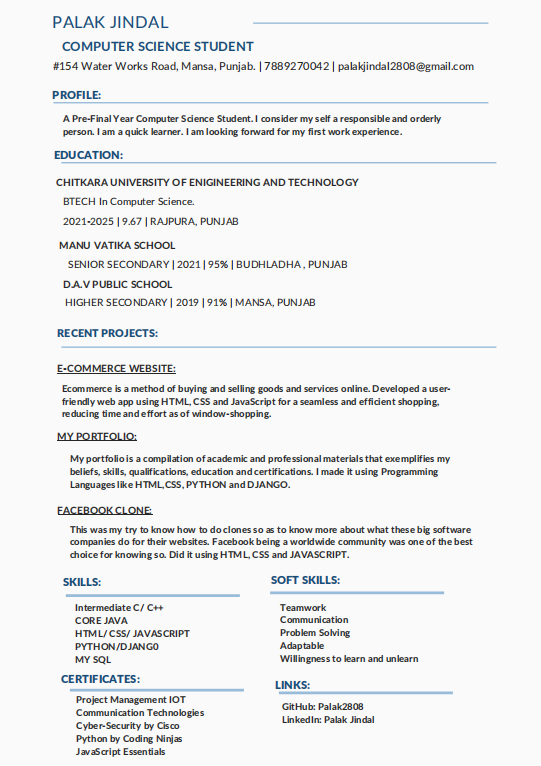 PALAK JINDAL
COMPUTER SCIENCE STUDENT
#154 Water Works Road, Mansa, Punjab. | 7889270042 | palakjindal2808@gmail.com
PROFILE:
A Pre-Final Year Computer Science Student. I consider my self a responsible and orderly
person. I am a quick learner. I am looking forward for my first work experience.
EDUCATION:
CHITKARA UNIVERSITY OF ENIGINEERING AND TECHNOLOGY
BTECH In Computer Science.
2021-2025 | 9.67 | RAJPURA, PUNJAB
MANU VATIKA SCHOOL
SENIOR SECONDARY | 2021 | 95% | BUDHLADHA , PUNJAB
D.A.V PUBLIC SCHOOL
HIGHER SECONDARY | 2019 | 91% | MANSA, PUNJAB
RECENT PROJECTS:
E-COMMERCE WEBSITE:
Ecommerce is a method of buying and selling goods and services online. Developed a user-
friendly web app using HTML, CSS and JavaScript for a seamless and efficient shopping,
reducing time and effort as of window-shopping.
MY PORTFOLIO:
My portfolio is a compilation of academic and professional materials that exemplifies my
beliefs, skills, qualifications, education and certifications. I made it using Programming
Languages like HTML,CSS, PYTHON and DJANGO.
FACEBOOK CLONE:
This was my try to know how to do clones so as to know more about what these big software
companies do for their websites. Facebook being a worldwide community was one of the best
choice for knowing so. Did it using HTML, CSS and JAVASCRIPT.
SKILLS:
Intermediate C/ C++
CORE JAVA
HTML/ CSS/ JAVASCRIPT
PYTHON/DJANG0
MY SQL
SOFT SKILLS:
Teamwork
Communication
Problem Solving
Adaptable
Willingness to learn and unlearn
CERTIFICATES:
Project Management IOT
Communication Technologies
Cyber-Security by Cisco
Python by Coding Ninjas
JavaScript Essentials
LINKS:
GitHub: Palak2808
LinkedIn: Palak Jindal